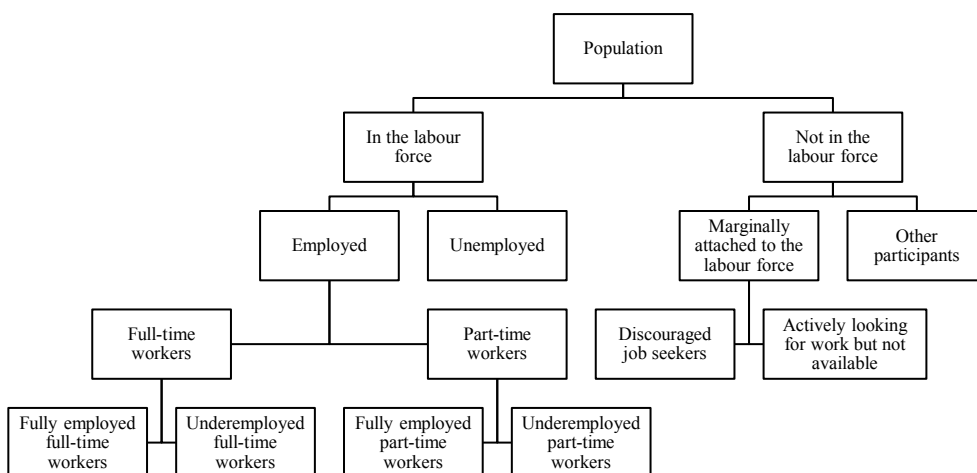 Population
In the labour
force
Not in the
labour force
Employed
Unemployed
Marginally
attached to the
labour force
Other
participants
Full-time
workers
Part-time
workers
Discouraged
job seekers
Actively looking
for work but not
available
Fully employed
full-time
workers
Underemployed
full-time
workers
Fully employed
part-time
workers
Underemployed
part-time
workers